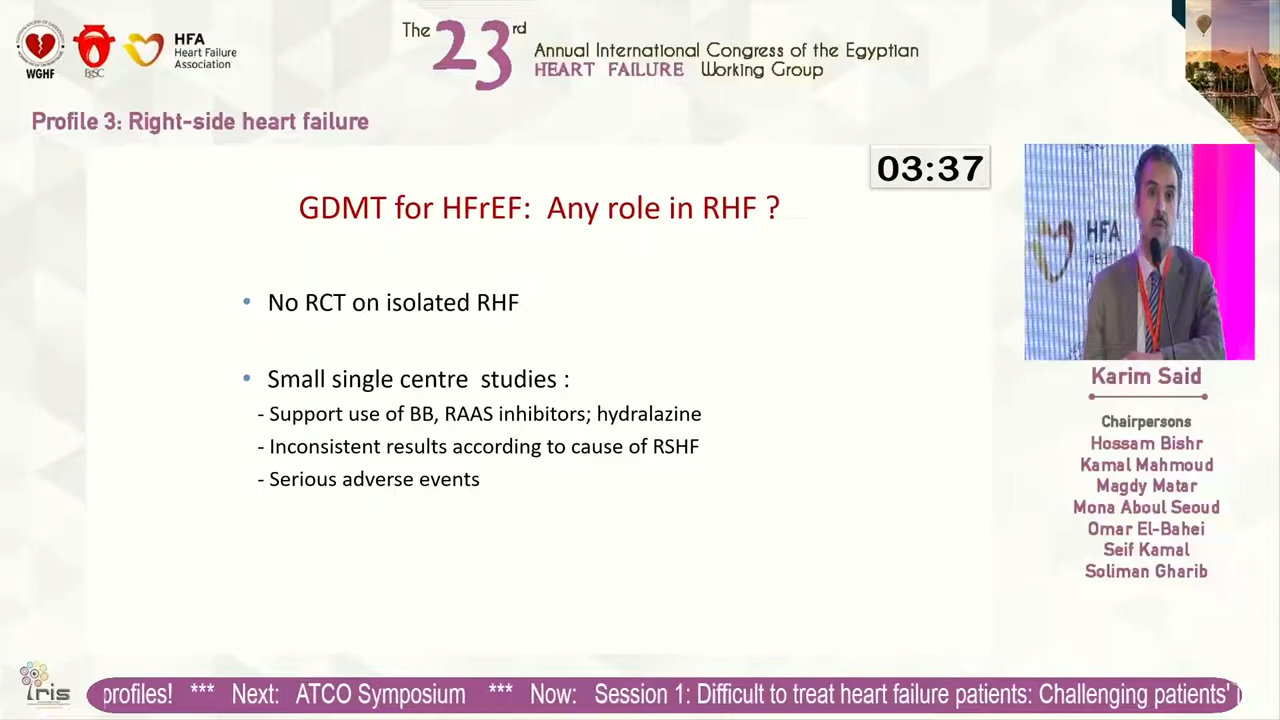 WGHF
EgSC
HFA
Heart Failure
Association
The 23rd
Annual International Congress of the Egyptian
HEART FAILURE Working Group
Profile 3: Right-side heart failure
03:37
GDMT for HFrEF: Any role in RHF ?
• No RCT on isolated RHF
• Small single centre studies :
- Support use of BB, RAAS inhibitors; hydralazine
- Inconsistent results according to cause of RSHF
- Serious adverse events
HFA
Karim Said
Chairpersons
Hossam Bishr
Kamal Mahmoud
Magdy Matar
Mona Aboul Seoud
Omar El-Bahei
Seif Kamal
Soliman Gharib
iris
profiles! *** Next: ATCO Symposium *** Now: Session 1: Difficult to treat heart failure patients: Challenging patients'